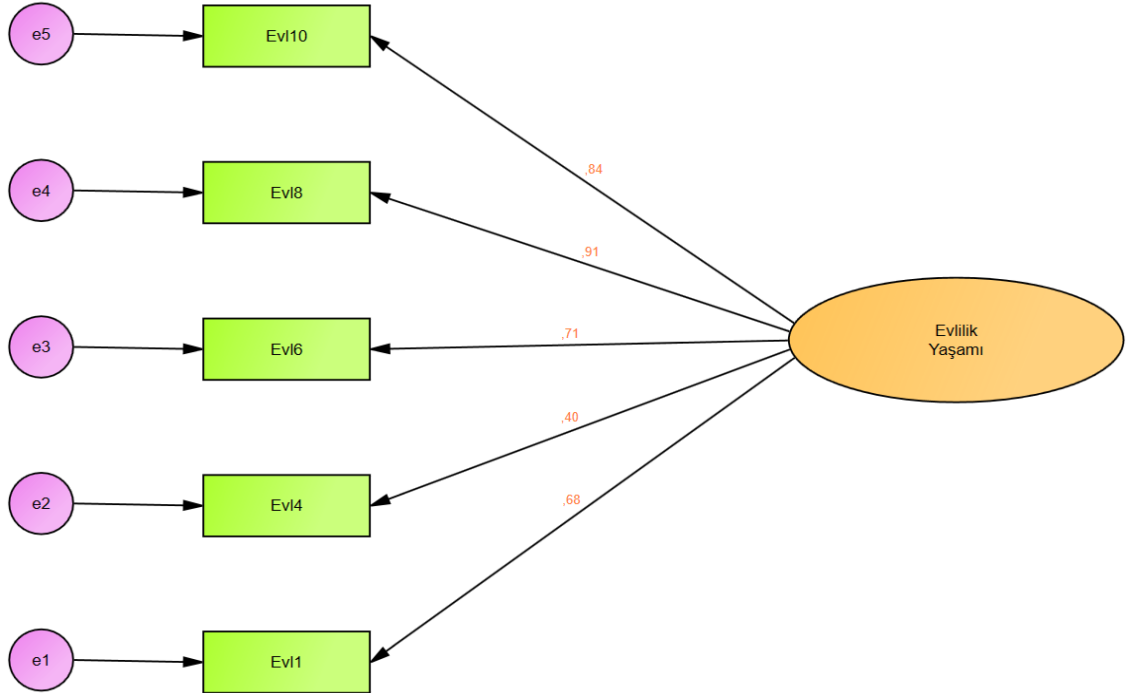 e5
Evl10
,84
e4
Evl8
,91
e3
Evl6
,71
Evlilik
Yaşamı
e2
Evl4
,40
e1
Evl1
,68